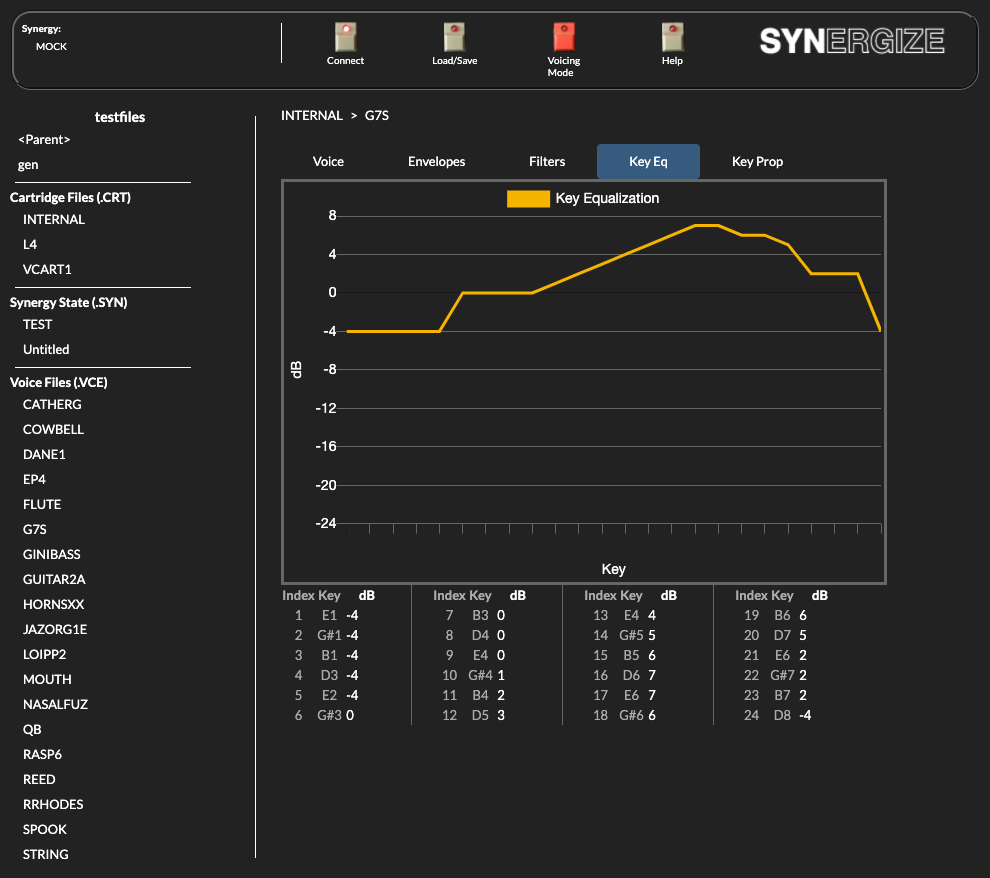 Synergy:
MOCK
Connect
Load/Save
Voicing
Mode
Help
SYNERGIZE
testfiles
<Parent>
gen
Cartridge Files (.CRT)
INTERNAL
L4
VCART1
Synergy State (.SYN)
TEST
Untitled
Voice Files (.VCE)
CATHERG
COWBELL
DANE1
EP4
FLUTE
G7S
GINIBASS
GUITAR2A
HORNSXX
JAZORG1E
LOIPP2
MOUTH
NASALFUZ
QB
RASP6
REED
RRHODES
SPOOK
STRING
INTERNAL > G7S
Voice Envelopes Filters Key Eq Key Prop
Key Equalization
8
4
0
-4
-8
-12
-16
-20
-24
dB
Key
Index Key dB Index Key dB Index Key dB Index Key dB
1 E1 -4 7 B3 0 13 E4 4 19 B6 6
2 G#1 -4 8 D4 0 14 G#5 5 20 D7 5
3 B1 -4 9 E4 0 15 B5 6 21 E6 2
4 D3 -4 10 G#4 1 16 D6 7 22 G#7 2
5 E2 -4 11 B4 2 17 E6 7 23 B7 2
6 G#3 0 12 D5 3 18 G#6 6 24 D8 -4